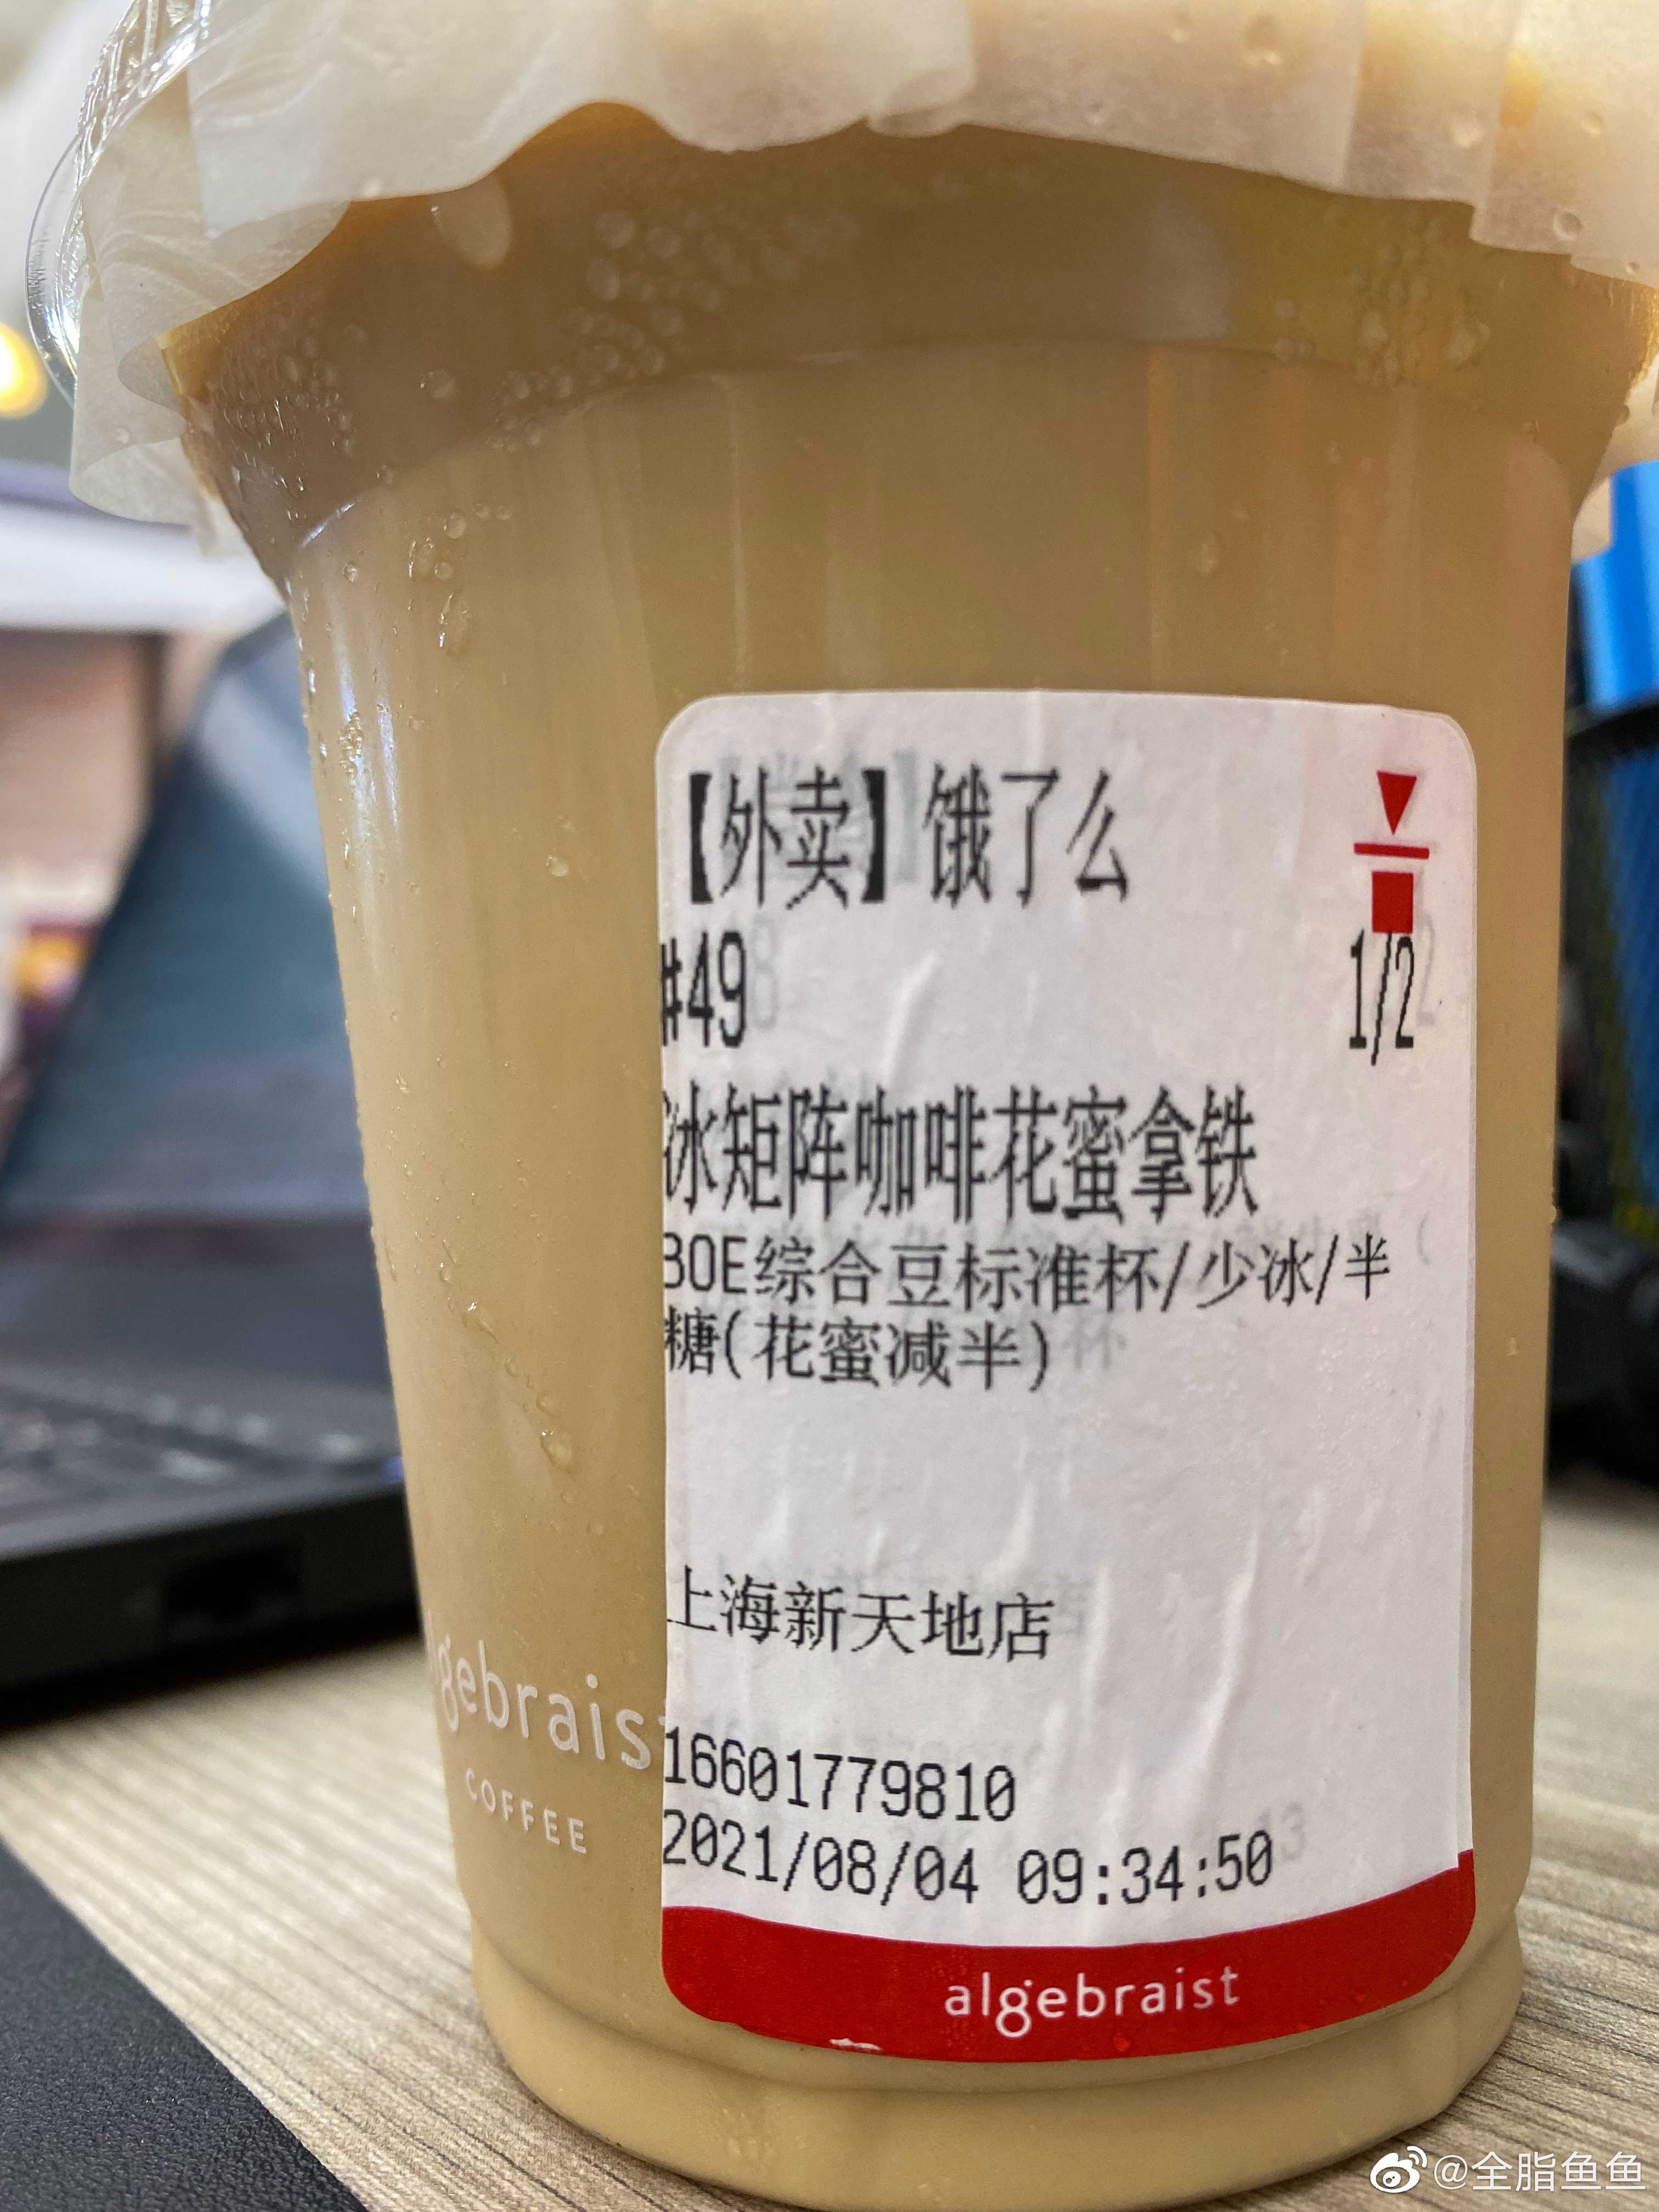 【外卖】饿了么
#49 1/2
冰矩阵咖啡花蜜拿铁
BOE综合豆标准杯/少冰/半
糖(花蜜减半)
上海新天地店
16601779810
2021/08/04 09:34:50
algebraist
algebraist
COFFEE
@全脂鱼鱼